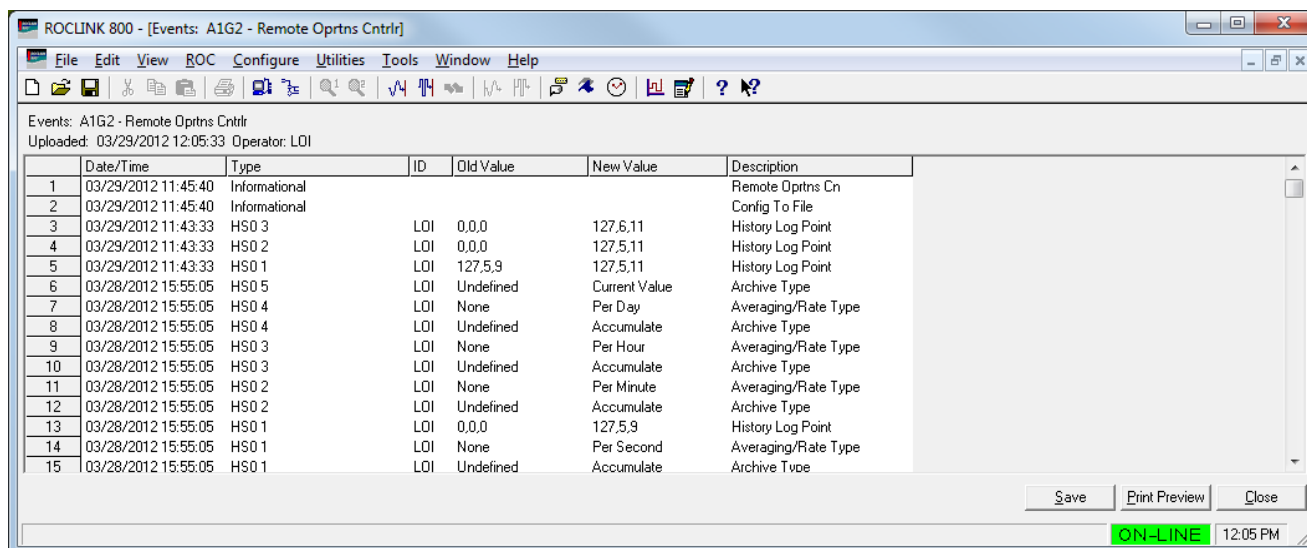 ROCLINK 800 - [Events: A1G2 - Remote Oprtns Cntrlr]
File Edit View ROC Configure Utilities Tools Window Help
Events: A1G2 - Remote Oprtns Cntrlr
Uploaded: 03/29/2012 12:05:33 Operator: LOI
Date/Time Type ID Old Value New Value Description
1 03/29/2012 11:45:40 Informational Remote Oprtns Cn
2 03/29/2012 11:45:40 Informational Config To File
3 03/29/2012 11:43:33 HS0 3 LOI 0,0,0 127,6,11 History Log Point
4 03/29/2012 11:43:33 HS0 2 LOI 0,0,0 127,5,11 History Log Point
5 03/29/2012 11:43:33 HS0 1 LOI 127,5,9 127,5,11 History Log Point
6 03/28/2012 15:55:05 HS0 5 LOI Undefined Current Value Archive Type
7 03/28/2012 15:55:05 HS0 4 LOI None Per Day Averaging/Rate Type
8 03/28/2012 15:55:05 HS0 4 LOI Undefined Accumulate Archive Type
9 03/28/2012 15:55:05 HS0 3 LOI None Per Hour Averaging/Rate Type
10 03/28/2012 15:55:05 HS0 3 LOI Undefined Accumulate Archive Type
11 03/28/2012 15:55:05 HS0 2 LOI None Per Minute Averaging/Rate Type
12 03/28/2012 15:55:05 HS0 2 LOI Undefined Accumulate Archive Type
13 03/28/2012 15:55:05 HS0 1 LOI 0,0,0 127,5,9 History Log Point
14 03/28/2012 15:55:05 HS0 1 LOI None Per Second Averaging/Rate Type
15 03/28/2012 15:55:05 HS0 1 LOI Undefined Accumulate Archive Type
Save Print Preview Close
ON-LINE 12:05 PM